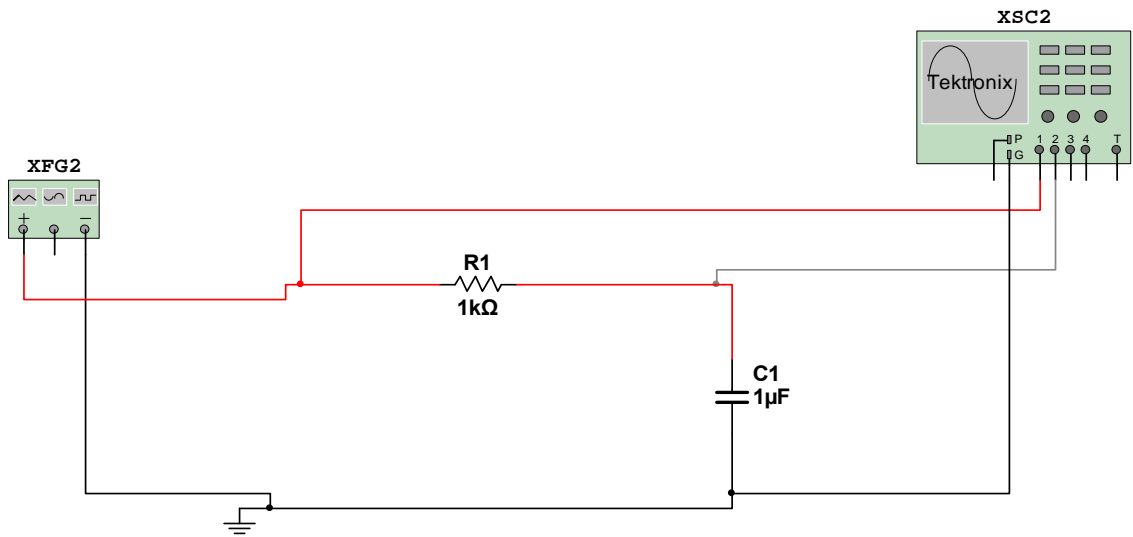 XSC2
Tektronix
P 1 2 3 4 T
G
XFG2
+ −
R1
1kΩ
C1
1µF